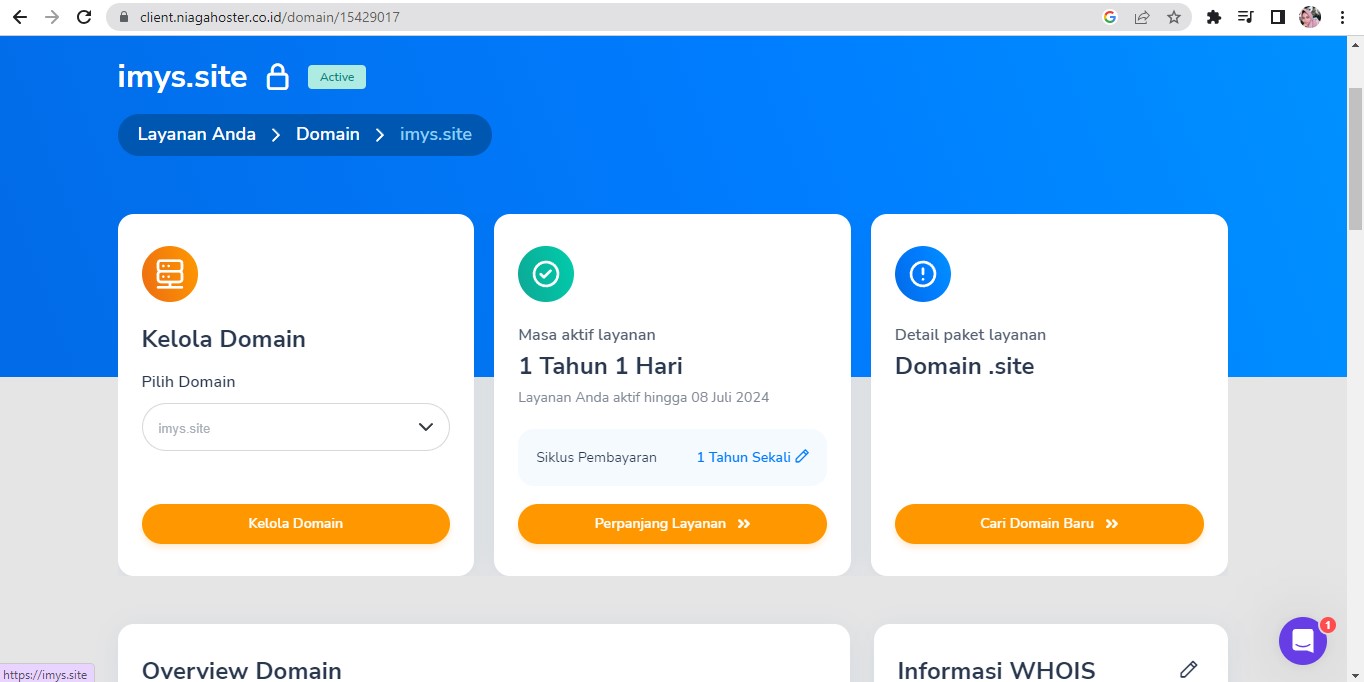 client.niagahoster.co.id/domain/15429017
imys.site
Active
Layanan Anda > Domain > imys.site
Kelola Domain
Pilih Domain
imys.site
Kelola Domain
Masa aktif layanan
1 Tahun 1 Hari
Layanan Anda aktif hingga 08 Juli 2024
Siklus Pembayaran 1 Tahun Sekali
Perpanjang Layanan »
Detail paket layanan
Domain .site
Cari Domain Baru »
Overview Domain
Informasi WHOIS
1
https://imys.site